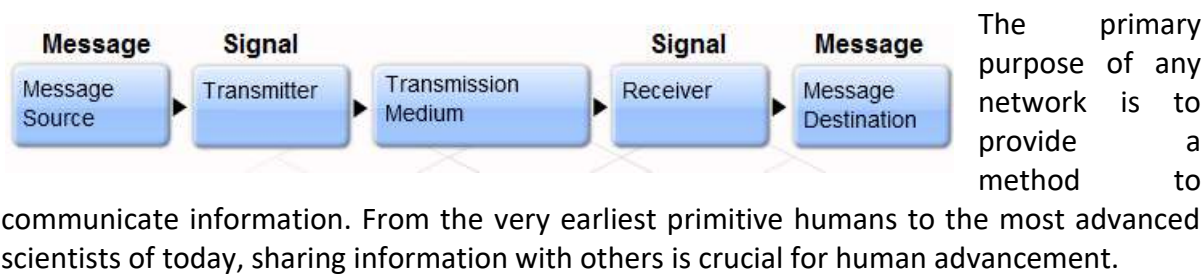 Message Signal Signal Message
Message Source
Transmitter
Transmission Medium
Receiver
Message Destination
The primary
purpose of any
network is to
provide a
method to
communicate information. From the very earliest primitive humans to the most advanced
scientists of today, sharing information with others is crucial for human advancement.